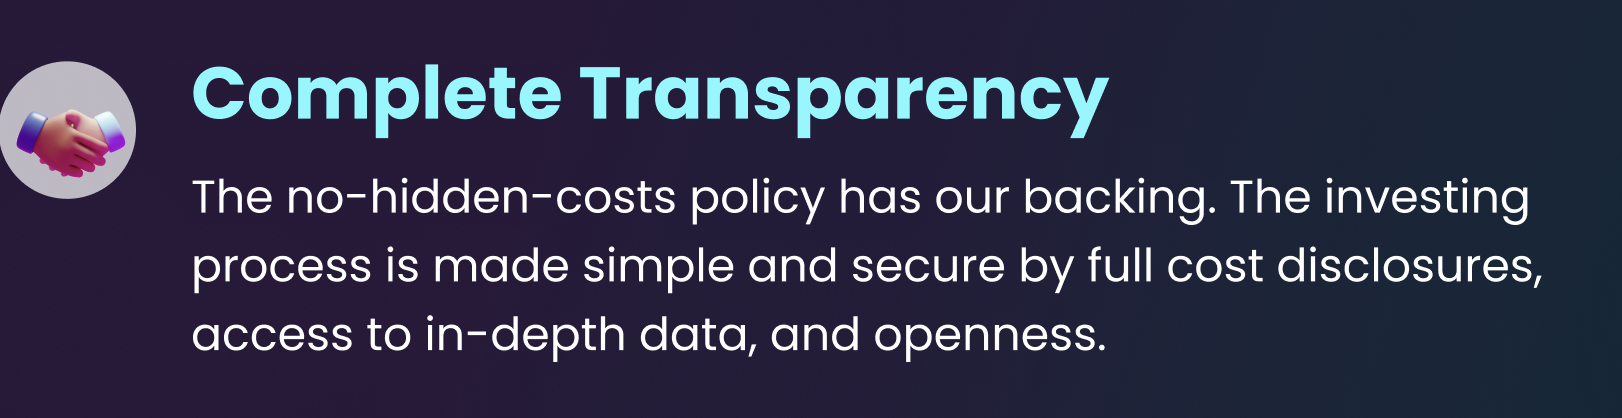 Complete Transparency
The no-hidden-costs policy has our backing. The investing
process is made simple and secure by full cost disclosures,
access to in-depth data, and openness.